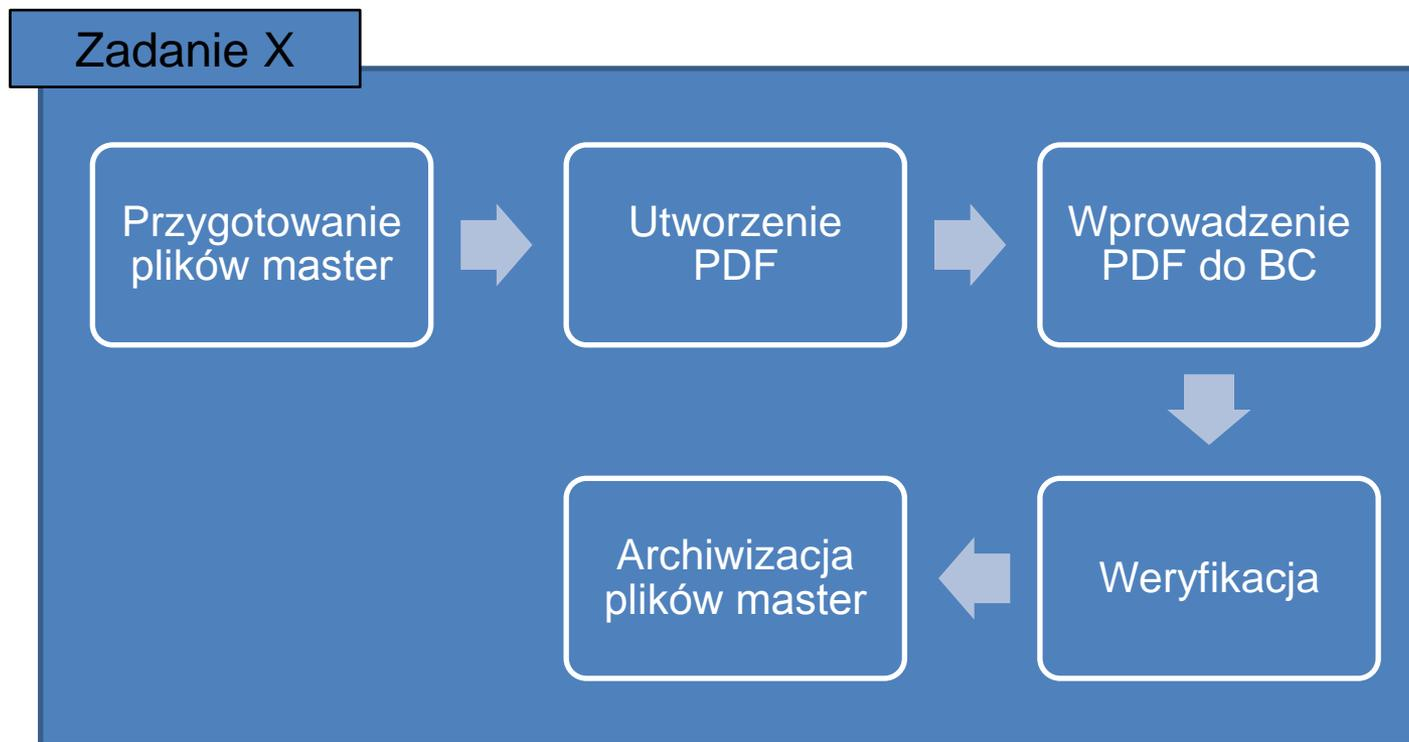 Zadanie X
Przygotowanie
plików master
Utworzenie
PDF
Wprowadzenie
PDF do BC
Weryfikacja
Archiwizacja
plików master